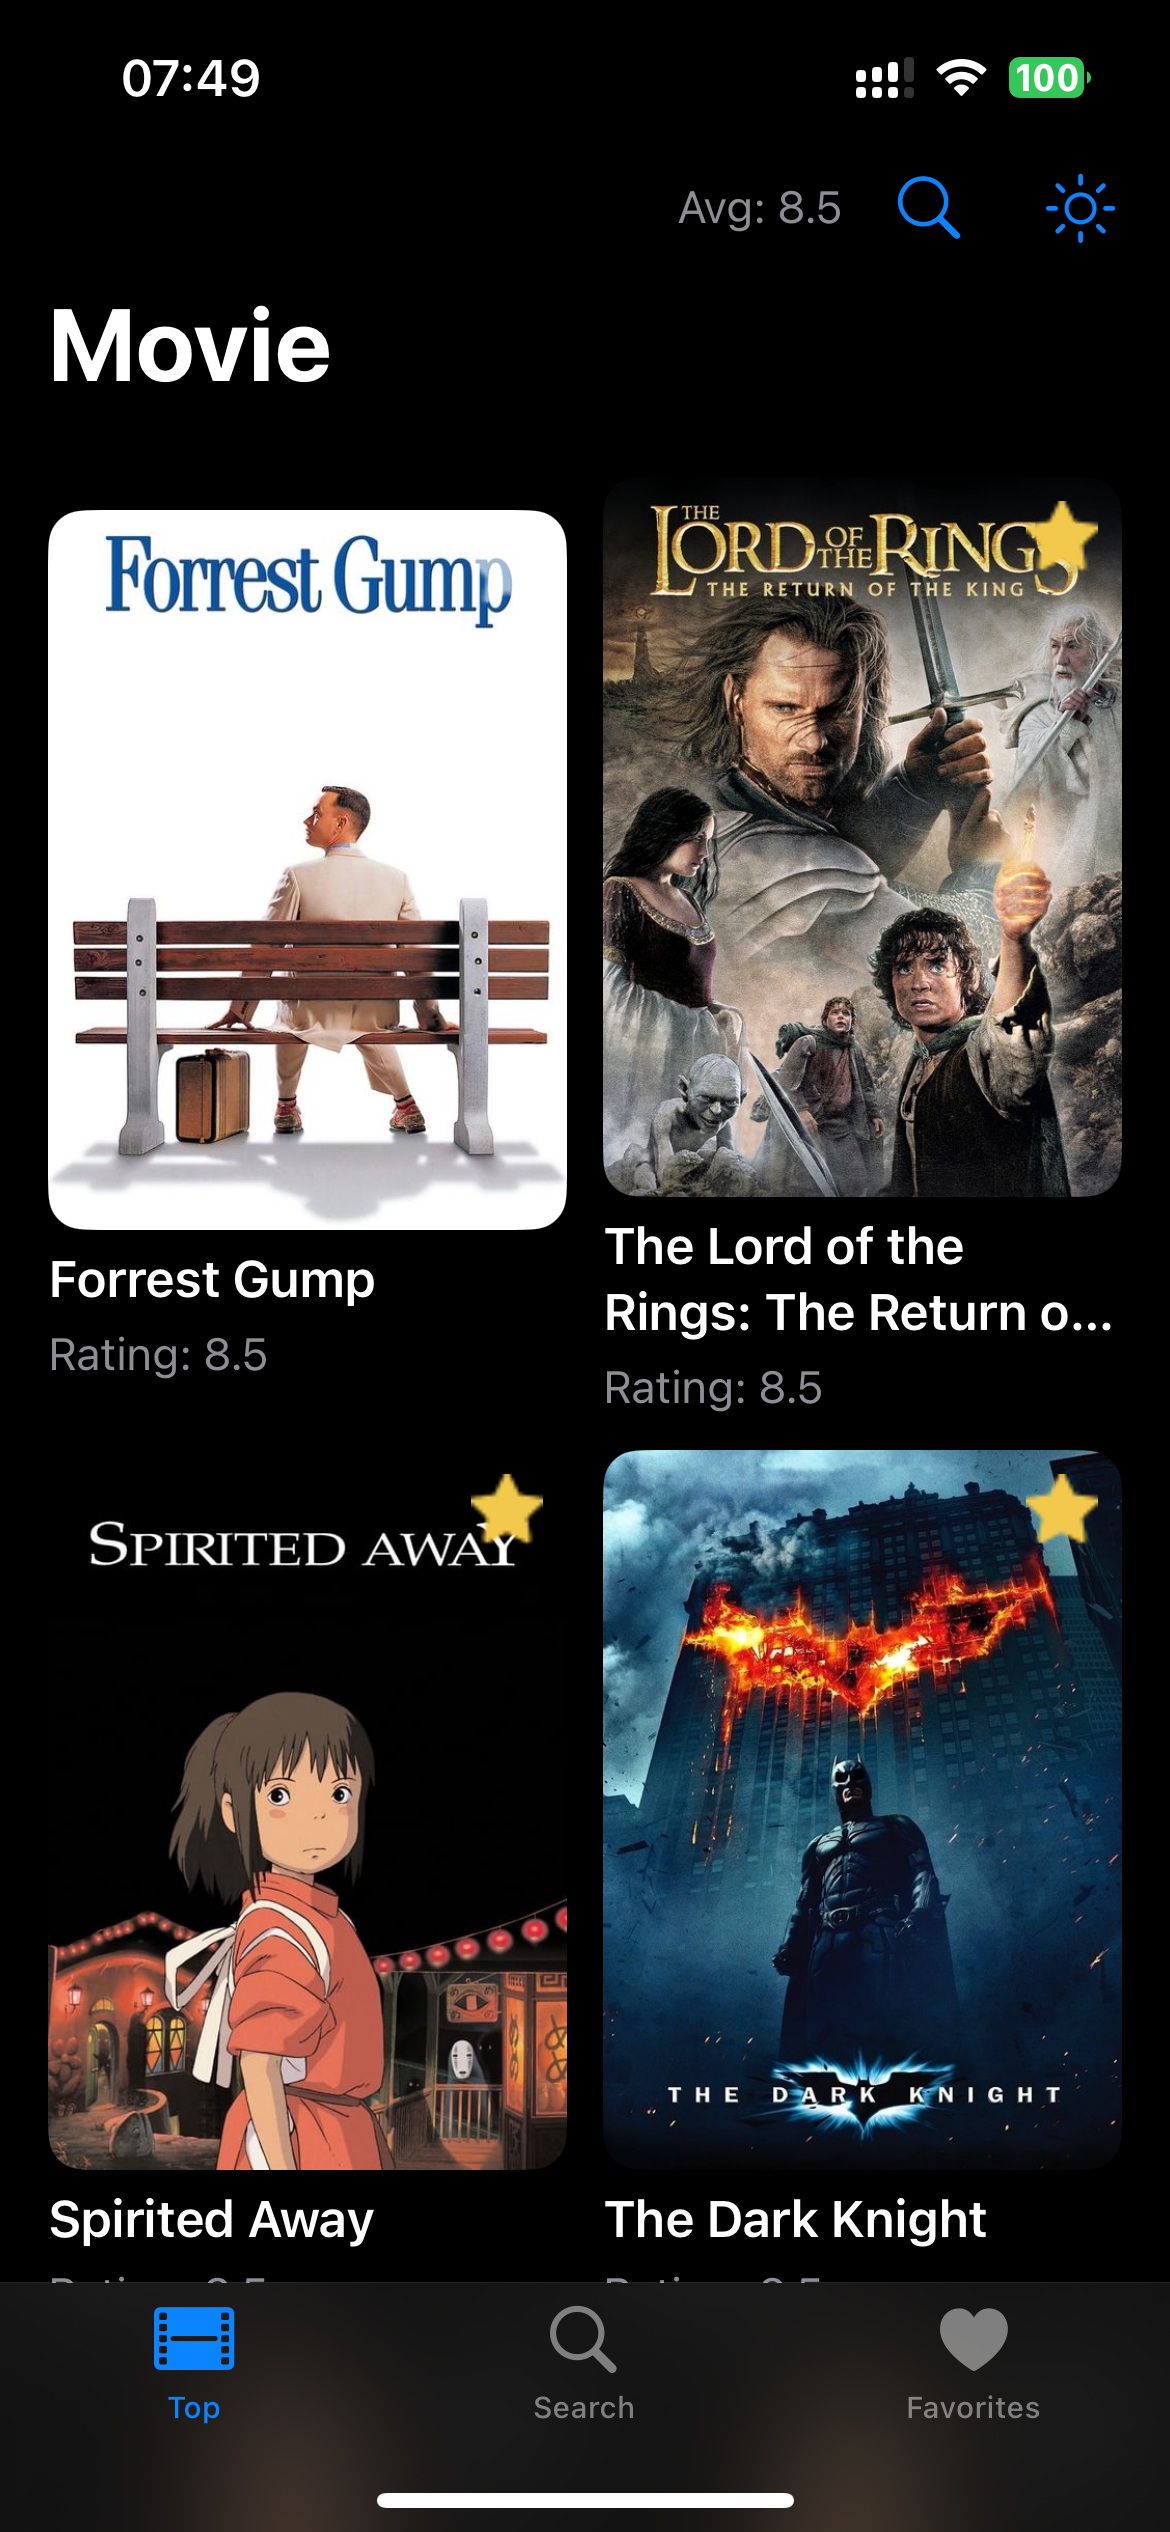 07:49
100
Avg: 8.5
Movie
Forrest Gump
THE
LORD OF THE RINGS
THE RETURN OF THE KING
Forrest Gump
Rating: 8.5
The Lord of the
Rings: The Return o...
Rating: 8.5
SPIRITED AWAY
THE DARK KNIGHT
Spirited Away
The Dark Knight
Top
Search
Favorites